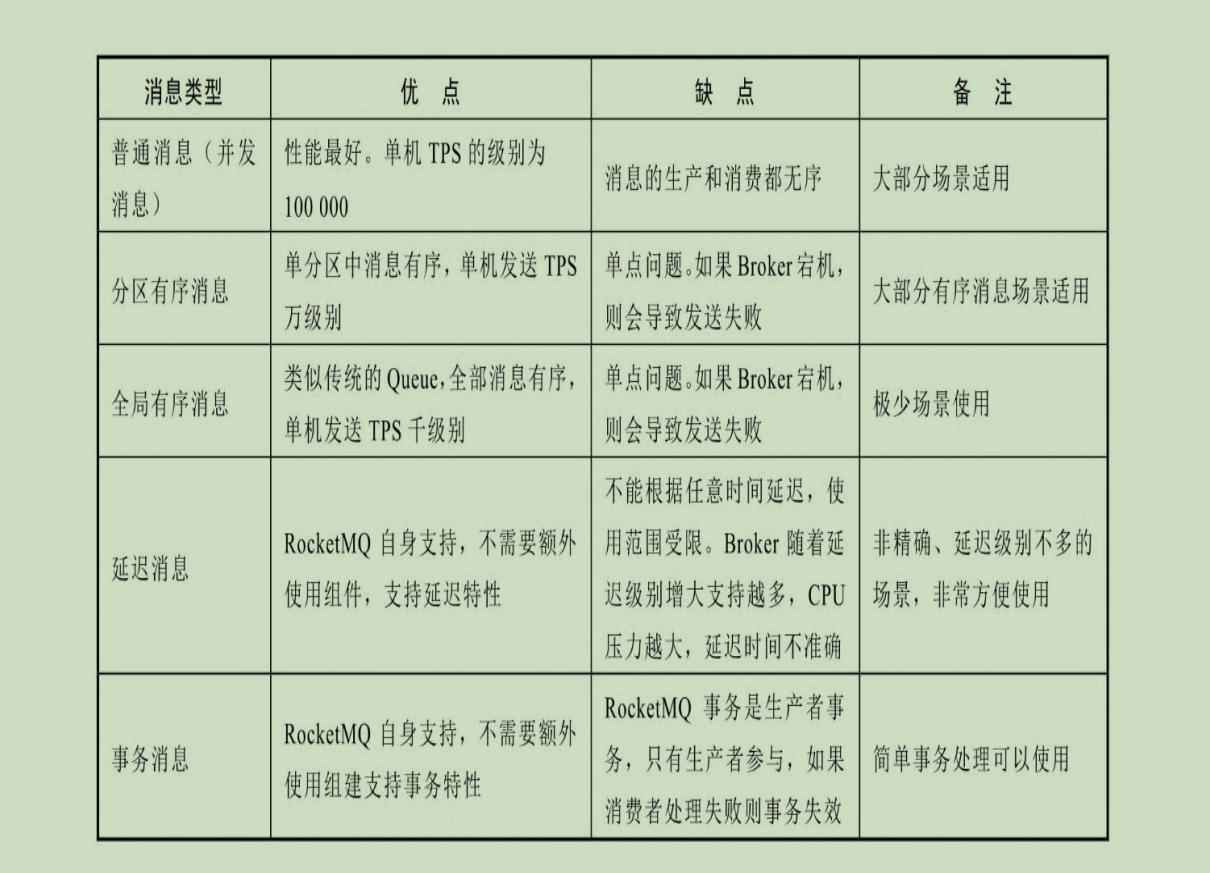 消息类型
优 点
缺 点
备 注
普通消息（并发
消息）
性能最好。单机 TPS 的级别为
100 000
消息的生产和消费都无序
大部分场景适用
分区有序消息
单分区中消息有序，单机发送 TPS
万级别
单点问题。如果 Broker 宕机，
则会导致发送失败
大部分有序消息场景适用
全局有序消息
类似传统的 Queue，全部消息有序，
单机发送 TPS 千级别
单点问题。如果 Broker 宕机，
则会导致发送失败
极少场景使用
延迟消息
RocketMQ 自身支持，不需要额外
使用组件，支持延迟特性
不能根据任意时间延迟，使
用范围受限。Broker 随着延
迟级别增大支持越多，CPU
压力越大，延迟时间不准确
非精确、延迟级别不多的
场景，非常方便使用
事务消息
RocketMQ 自身支持，不需要额外
使用组建支持事务特性
RocketMQ 事务是生产者事
务，只有生产者参与，如果
消费者处理失败则事务失效
简单事务处理可以使用